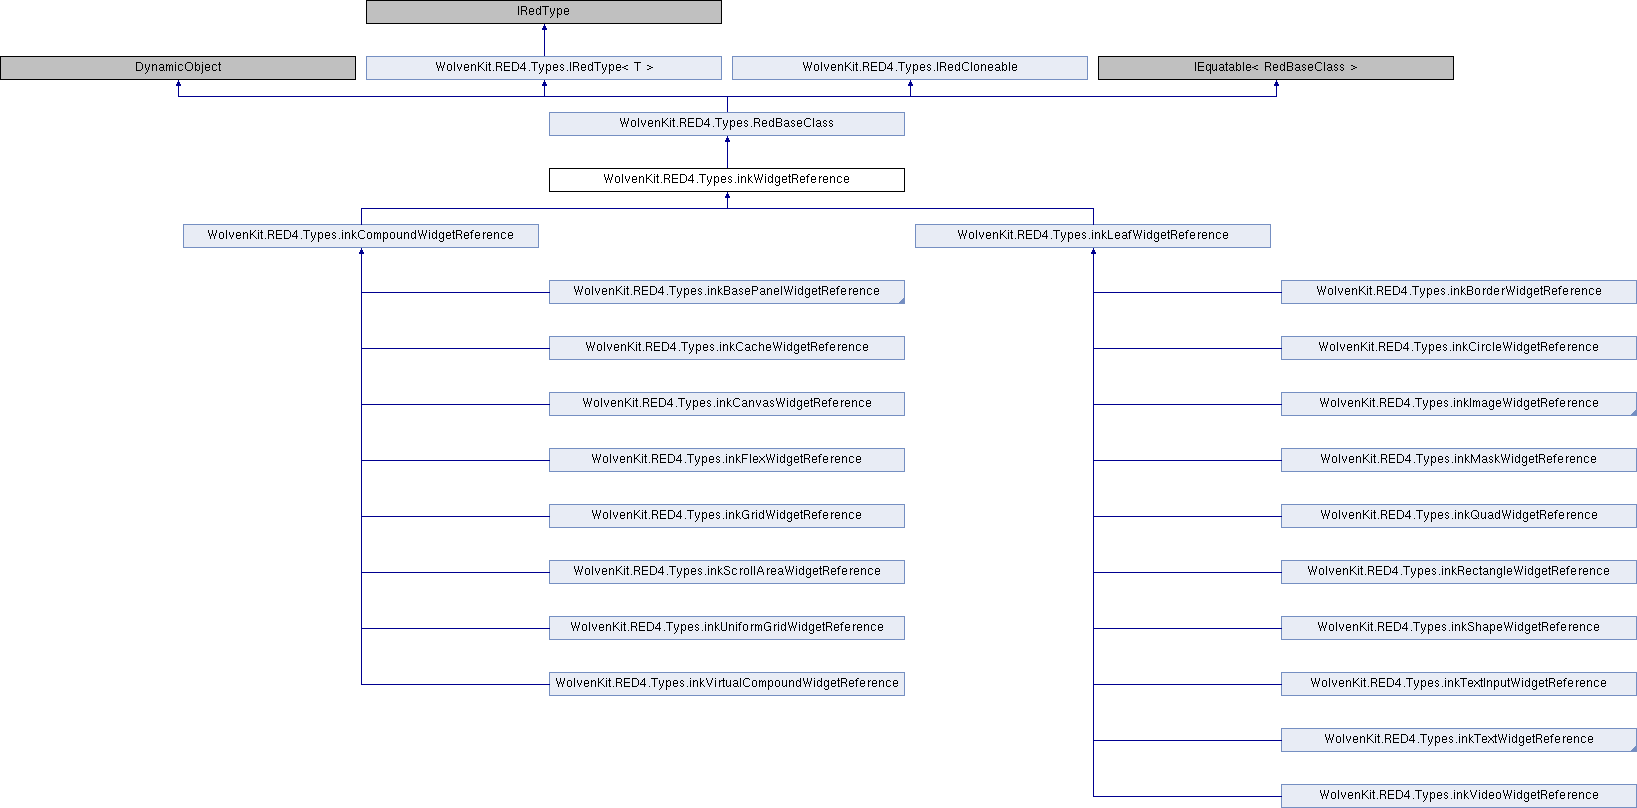 IRedType
DynamicObject
WolvenKit.RED4.Types.IRedType< T >
WolvenKit.RED4.Types.IRedCloneable
IEquatable< RedBaseClass >
WolvenKit.RED4.Types.RedBaseClass
WolvenKit.RED4.Types.inkWidgetReference
WolvenKit.RED4.Types.inkCompoundWidgetReference
WolvenKit.RED4.Types.inkLeafWidgetReference
WolvenKit.RED4.Types.inkBasePanelWidgetReference
WolvenKit.RED4.Types.inkBorderWidgetReference
WolvenKit.RED4.Types.inkCacheWidgetReference
WolvenKit.RED4.Types.inkCircleWidgetReference
WolvenKit.RED4.Types.inkCanvasWidgetReference
WolvenKit.RED4.Types.inkImageWidgetReference
WolvenKit.RED4.Types.inkFlexWidgetReference
WolvenKit.RED4.Types.inkMaskWidgetReference
WolvenKit.RED4.Types.inkGridWidgetReference
WolvenKit.RED4.Types.inkQuadWidgetReference
WolvenKit.RED4.Types.inkScrollAreaWidgetReference
WolvenKit.RED4.Types.inkRectangleWidgetReference
WolvenKit.RED4.Types.inkUniformGridWidgetReference
WolvenKit.RED4.Types.inkShapeWidgetReference
WolvenKit.RED4.Types.inkVirtualCompoundWidgetReference
WolvenKit.RED4.Types.inkTextInputWidgetReference
WolvenKit.RED4.Types.inkTextWidgetReference
WolvenKit.RED4.Types.inkVideoWidgetReference